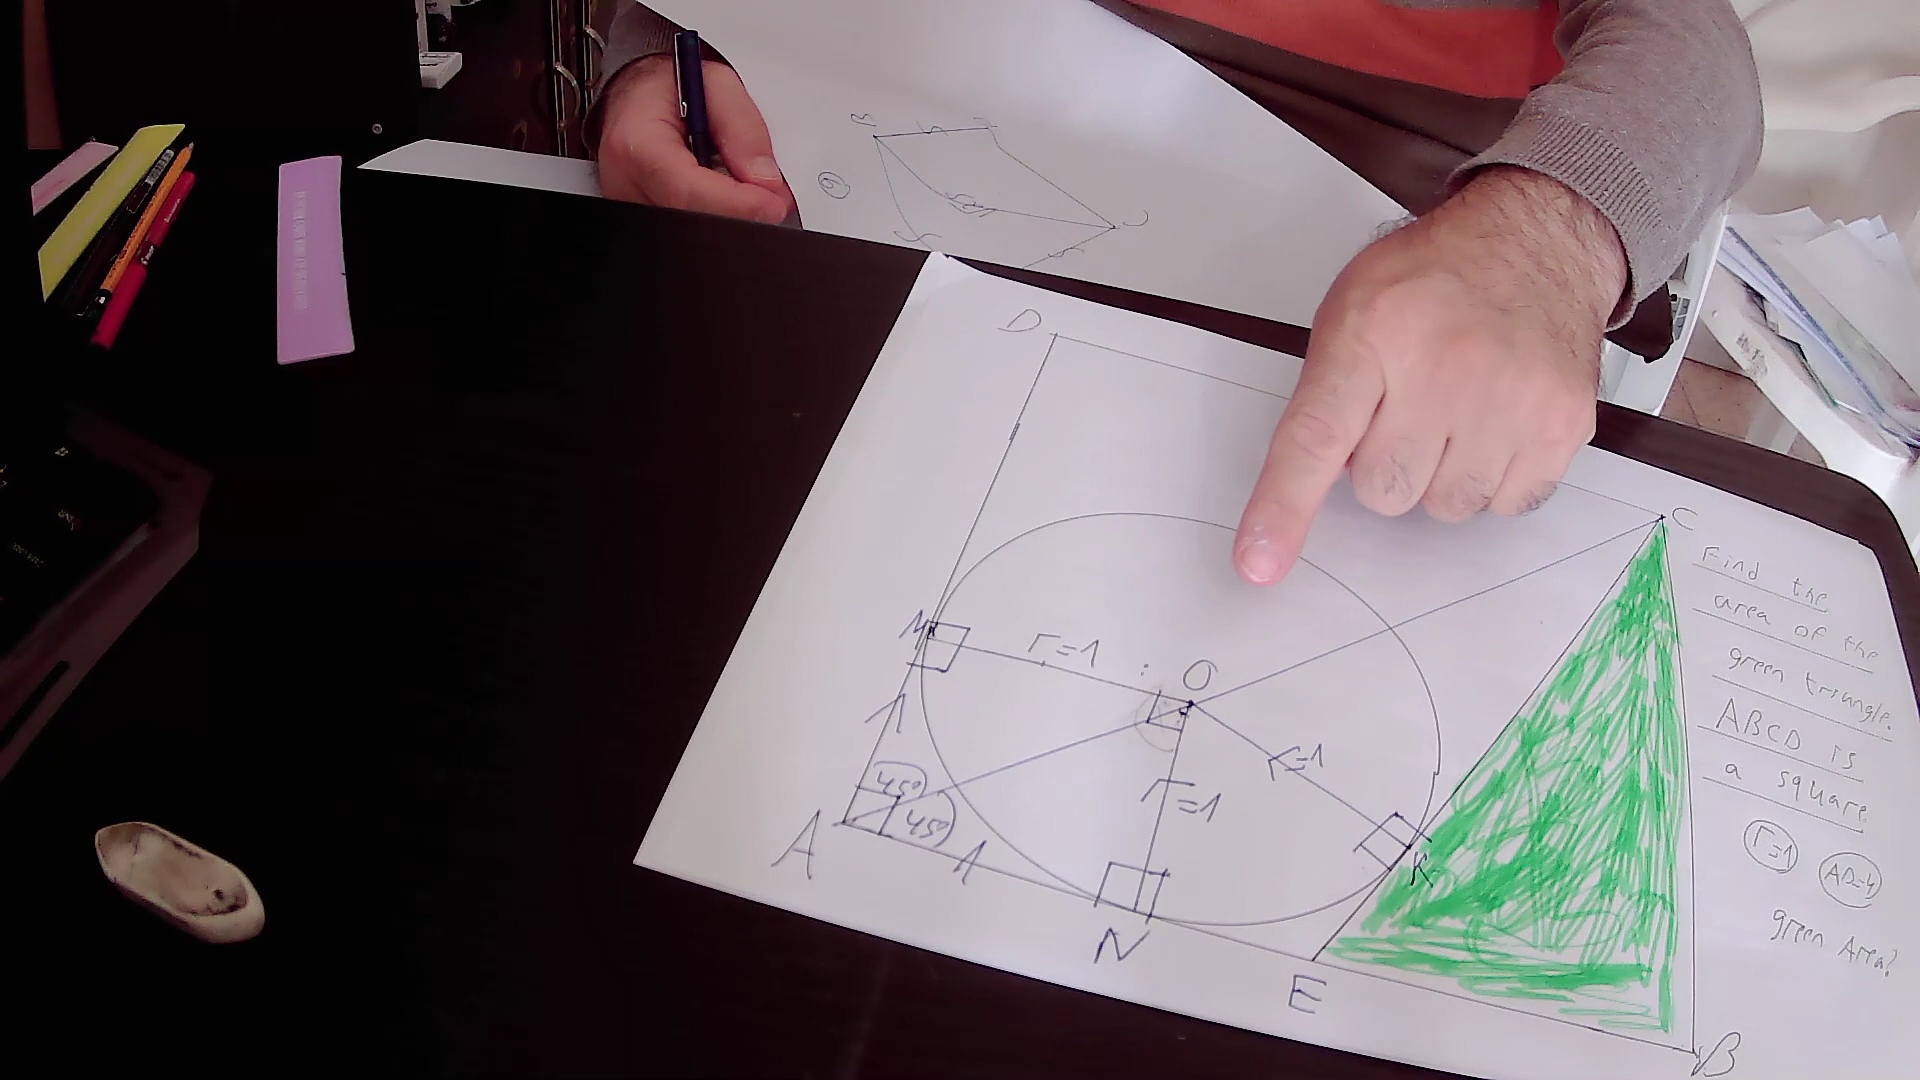 D
C
Find the
area of the
green triangle.
ABCD is
a square.
r=1
AD=4
green Area?
M
r=1
O
1
r=1
r=1
45°
45°
A
1
K
N
E
B